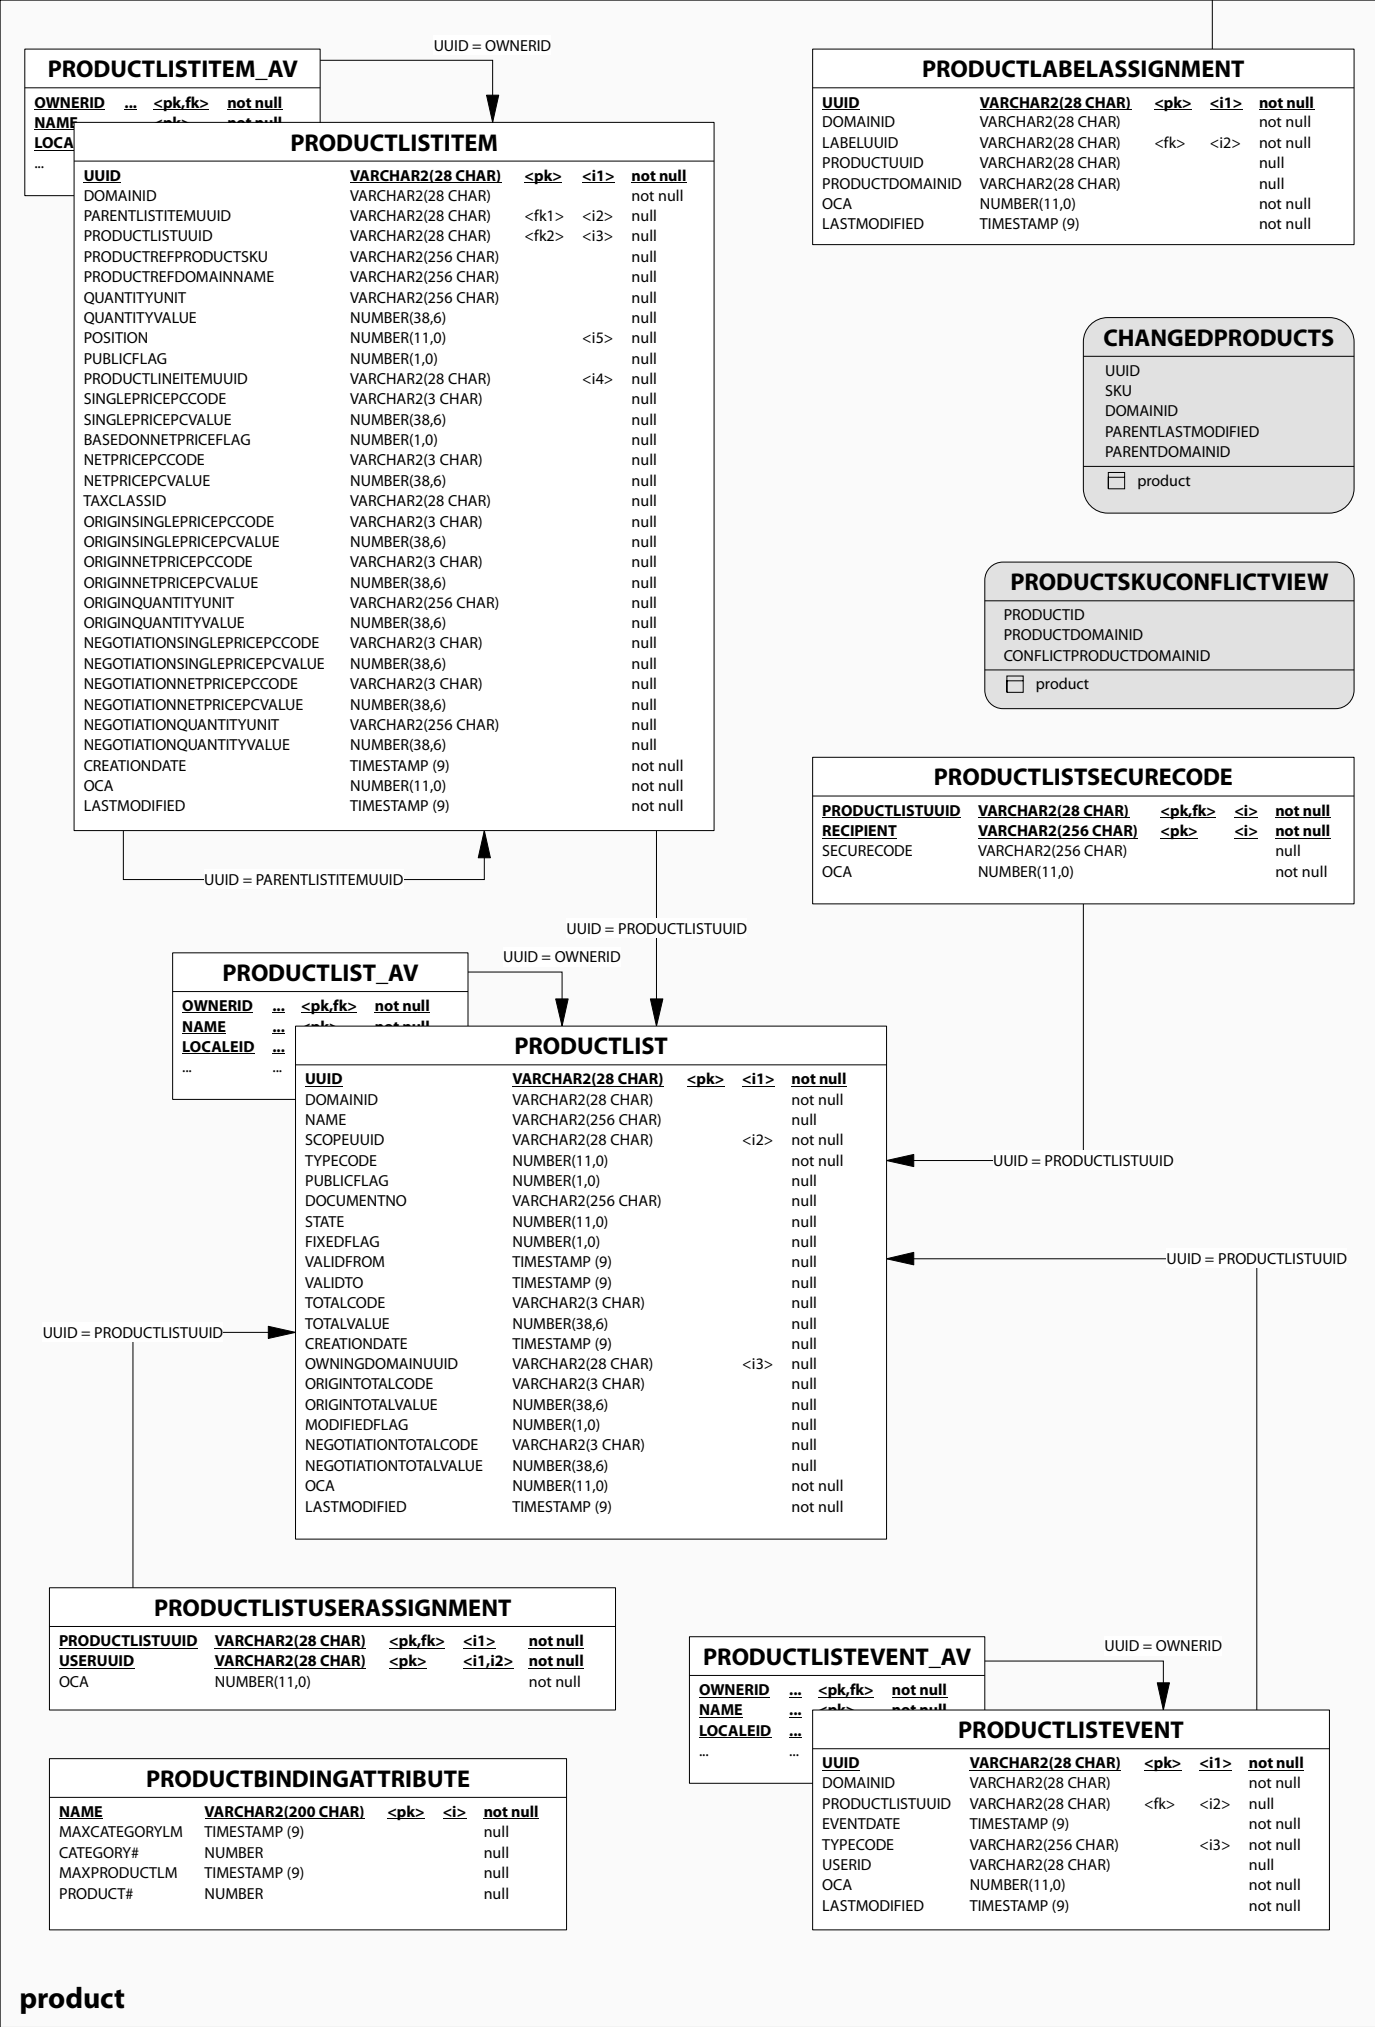 UUID = OWNERID
PRODUCTLISTITEM_AV
OWNERID ... <pk,fk> not null
NAME
LOCA
...
PRODUCTLISTITEM
UUID VARCHAR2(28 CHAR) <pk> <i1> not null
DOMAINID VARCHAR2(28 CHAR) not null
PARENTLISTITEMUUID VARCHAR2(28 CHAR) <fk1> <i2> null
PRODUCTLISTUUID VARCHAR2(28 CHAR) <fk2> <i3> null
PRODUCTREFPRODUCTSKU VARCHAR2(256 CHAR) null
PRODUCTREFDOMAINNAME VARCHAR2(256 CHAR) null
QUANTITYUNIT VARCHAR2(256 CHAR) null
QUANTITYVALUE NUMBER(38,6) null
POSITION NUMBER(11,0) <i5> null
PUBLICFLAG NUMBER(1,0) null
PRODUCTLINEITEMUUID VARCHAR2(28 CHAR) <i4> null
SINGLEPRICEPCCODE VARCHAR2(3 CHAR) null
SINGLEPRICEPCVALUE NUMBER(38,6) null
BASEDONNETPRICEFLAG NUMBER(1,0) null
NETPRICEPCCODE VARCHAR2(3 CHAR) null
NETPRICEPCVALUE NUMBER(38,6) null
TAXCLASSID VARCHAR2(28 CHAR) null
ORIGINSINGLEPRICEPCCODE VARCHAR2(3 CHAR) null
ORIGINSINGLEPRICEPCVALUE NUMBER(38,6) null
ORIGINNETPRICEPCCODE VARCHAR2(3 CHAR) null
ORIGINNETPRICEPCVALUE NUMBER(38,6) null
ORIGINQUANTITYUNIT VARCHAR2(256 CHAR) null
ORIGINQUANTITYVALUE NUMBER(38,6) null
NEGOTIATIONSINGLEPRICEPCCODE VARCHAR2(3 CHAR) null
NEGOTIATIONSINGLEPRICEPCVALUE NUMBER(38,6) null
NEGOTIATIONNETPRICEPCCODE VARCHAR2(3 CHAR) null
NEGOTIATIONNETPRICEPCVALUE NUMBER(38,6) null
NEGOTIATIONQUANTITYUNIT VARCHAR2(256 CHAR) null
NEGOTIATIONQUANTITYVALUE NUMBER(38,6) null
CREATIONDATE TIMESTAMP (9) not null
OCA NUMBER(11,0) not null
LASTMODIFIED TIMESTAMP (9) not null
PRODUCTLABELASSIGNMENT
UUID VARCHAR2(28 CHAR) <pk> <i1> not null
DOMAINID VARCHAR2(28 CHAR) not null
LABELUUID VARCHAR2(28 CHAR) <fk> <i2> not null
PRODUCTUUID VARCHAR2(28 CHAR) null
PRODUCTDOMAINID VARCHAR2(28 CHAR) null
OCA NUMBER(11,0) not null
LASTMODIFIED TIMESTAMP (9) not null
CHANGEDPRODUCTS
UUID
SKU
DOMAINID
PARENTLASTMODIFIED
PARENTDOMAINID
product
PRODUCTSKUCONFLICTVIEW
PRODUCTID
PRODUCTDOMAINID
CONFLICTPRODUCTDOMAINID
product
PRODUCTLISTSECURECODE
PRODUCTLISTUUID VARCHAR2(28 CHAR) <pk,fk> <i> not null
RECIPIENT VARCHAR2(256 CHAR) <pk> <i> not null
SECURECODE VARCHAR2(256 CHAR) null
OCA NUMBER(11,0) not null
UUID = PARENTLISTITEMUUID
UUID = PRODUCTLISTUUID
UUID = OWNERID
PRODUCTLIST_AV
OWNERID ... <pk,fk> not null
NAME ...
LOCALEID ...
... ...
PRODUCTLIST
UUID VARCHAR2(28 CHAR) <pk> <i1> not null
DOMAINID VARCHAR2(28 CHAR) not null
NAME VARCHAR2(256 CHAR) null
SCOPEUUID VARCHAR2(28 CHAR) <i2> not null
TYPECODE NUMBER(11,0) not null
PUBLICFLAG NUMBER(1,0) null
DOCUMENTNO VARCHAR2(256 CHAR) null
STATE NUMBER(11,0) null
FIXEDFLAG NUMBER(1,0) null
VALIDFROM TIMESTAMP (9) null
VALIDTO TIMESTAMP (9) null
TOTALCODE VARCHAR2(3 CHAR) null
TOTALVALUE NUMBER(38,6) null
CREATIONDATE TIMESTAMP (9) null
OWNINGDOMAINUUID VARCHAR2(28 CHAR) <i3> null
ORIGINTOTALCODE VARCHAR2(3 CHAR) null
ORIGINTOTALVALUE NUMBER(38,6) null
MODIFIEDFLAG NUMBER(1,0) null
NEGOTIATIONTOTALCODE VARCHAR2(3 CHAR) null
NEGOTIATIONTOTALVALUE NUMBER(38,6) null
OCA NUMBER(11,0) not null
LASTMODIFIED TIMESTAMP (9) not null
UUID = PRODUCTLISTUUID
UUID = PRODUCTLISTUUID
UUID = PRODUCTLISTUUID
PRODUCTLISTUSERASSIGNMENT
PRODUCTLISTUUID VARCHAR2(28 CHAR) <pk,fk> <i1> not null
USERUUID VARCHAR2(28 CHAR) <pk> <i1,i2> not null
OCA NUMBER(11,0) not null
UUID = OWNERID
PRODUCTLISTEVENT_AV
OWNERID ... <pk,fk> not null
NAME ...
LOCALEID ...
... ...
PRODUCTLISTEVENT
UUID VARCHAR2(28 CHAR) <pk> <i1> not null
DOMAINID VARCHAR2(28 CHAR) not null
PRODUCTLISTUUID VARCHAR2(28 CHAR) <fk> <i2> null
EVENTDATE TIMESTAMP (9) not null
TYPECODE VARCHAR2(256 CHAR) <i3> not null
USERID VARCHAR2(28 CHAR) null
OCA NUMBER(11,0) not null
LASTMODIFIED TIMESTAMP (9) not null
PRODUCTBINDINGATTRIBUTE
NAME VARCHAR2(200 CHAR) <pk> <i> not null
MAXCATEGORYLM TIMESTAMP (9) null
CATEGORY# NUMBER null
MAXPRODUCTLM TIMESTAMP (9) null
PRODUCT# NUMBER null
product